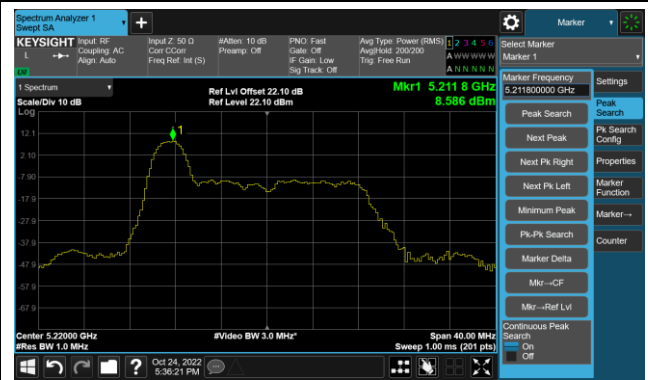 Spectrum Analyzer 1
Swept SA
+
Marker
KEYSIGHT
L
LW
Input: RF
Coupling: AC
Align: Auto
Input Z: 50 Ω
Corr CCorr
Freq Ref: Int (S)
#Atten: 10 dB
Preamp: Off
PNO: Fast
Gate: Off
IF Gain: Low
Sig Track: Off
Avg Type: Power (RMS)
Avg|Hold: 200/200
Trig: Free Run
1 2 3 4 5 6
A W W W W W
A N N N N N
Select Marker
Marker 1
1 Spectrum
Scale/Div 10 dB
Log
Ref Lvl Offset 22.10 dB
Ref Level 22.10 dBm
Mkr1 5.211 8 GHz
8.586 dBm
Marker Frequency
5.211800000 GHz
Peak Search
Next Peak
Next Pk Right
Next Pk Left
Minimum Peak
Pk-Pk Search
Marker Delta
Mkr→CF
Mkr→Ref Lvl
Continuous Peak
Search
On
Off
Settings
Peak
Search
Pk Search
Config
Properties
Marker
Function
Marker→
Counter
1
12.1
2.10
-7.90
-17.9
-27.9
-37.9
-47.9
-57.9
-67.9
Center 5.22000 GHz
#Res BW 1.0 MHz
#Video BW 3.0 MHz*
Span 40.00 MHz
Sweep 1.00 ms (201 pts)
?
Oct 24, 2022
5:36:21 PM